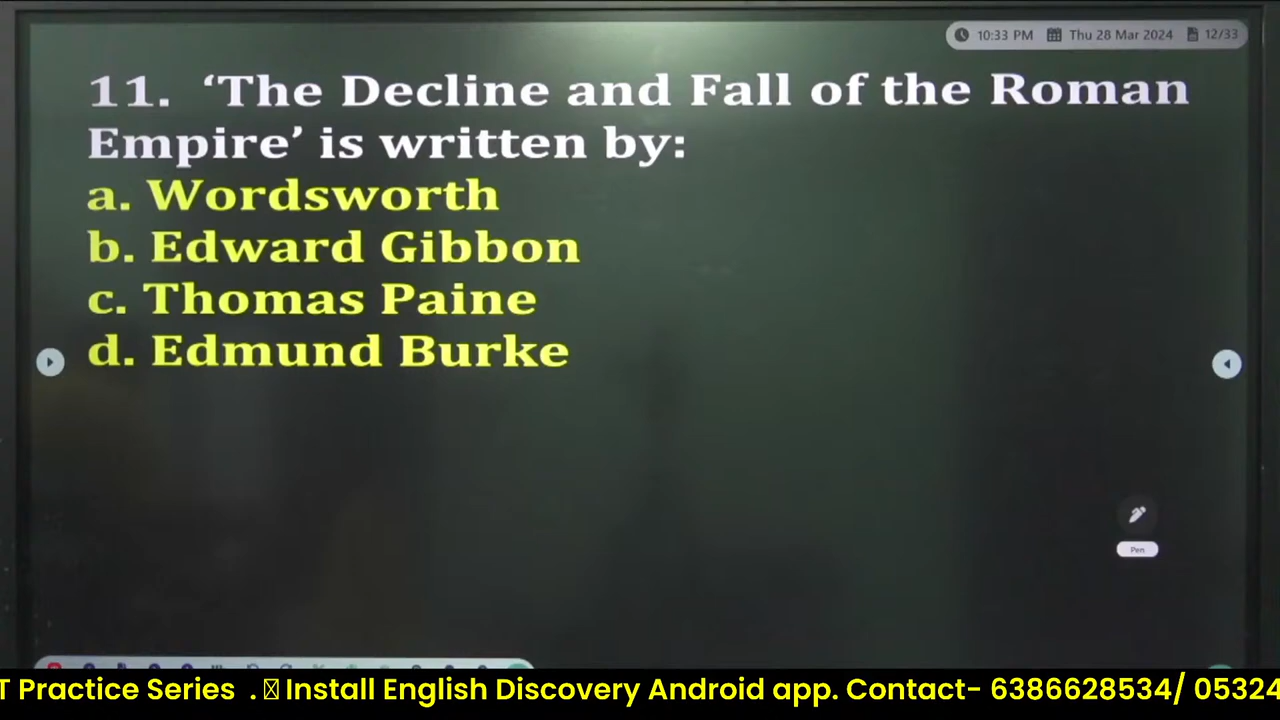 10:33 PM Thu 28 Mar 2024 12/33
11. ‘The Decline and Fall of the Roman
Empire’ is written by:
a. Wordsworth
b. Edward Gibbon
c. Thomas Paine
d. Edmund Burke
Pen
T Practice Series . Install English Discovery Android app. Contact- 6386628534/ 05324